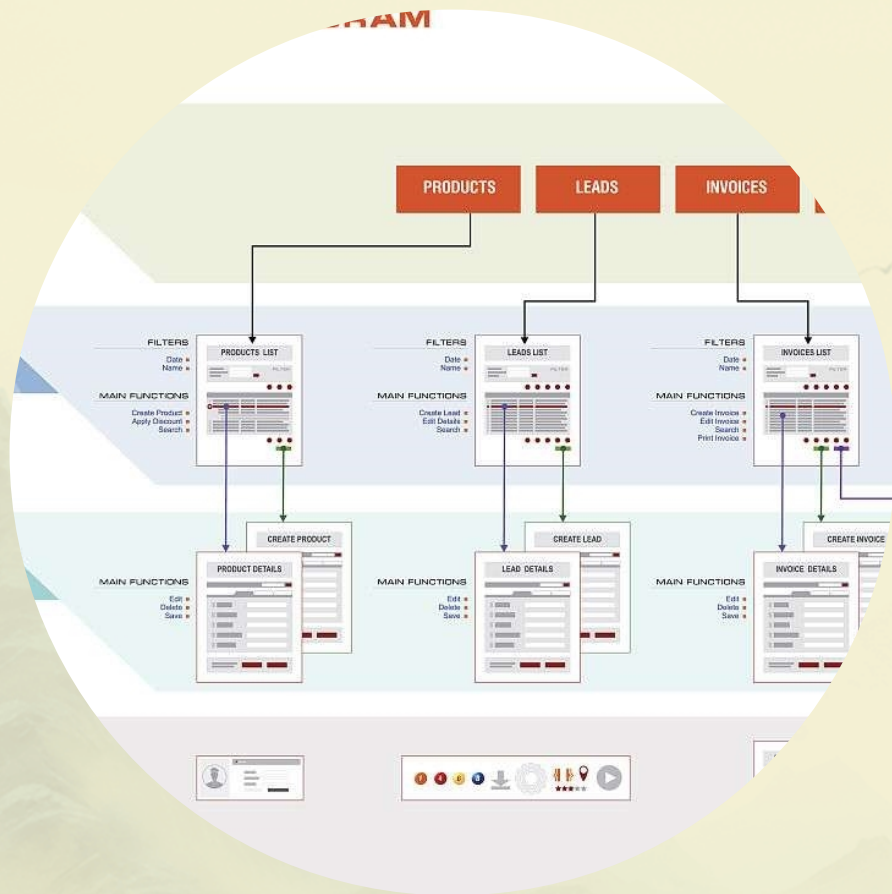 PRODUCTS
LEADS
INVOICES
FILTERS
Date
Name
MAIN FUNCTIONS
Create Product
Apply Discount
Search
PRODUCTS LIST
FILTER
FILTERS
Date
Name
MAIN FUNCTIONS
Create Lead
Edit Details
Search
LEADS LIST
FILTER
FILTERS
Date
Name
MAIN FUNCTIONS
Create Invoice
Edit Invoice
Search
Print Invoice
INVOICES LIST
FILTER
CREATE PRODUCT
PRODUCT DETAILS
MAIN FUNCTIONS
Edit
Delete
Save
CREATE LEAD
LEAD DETAILS
MAIN FUNCTIONS
Edit
Delete
Save
CREATE INVOICE
INVOICE DETAILS
MAIN FUNCTIONS
Edit
Delete
Save